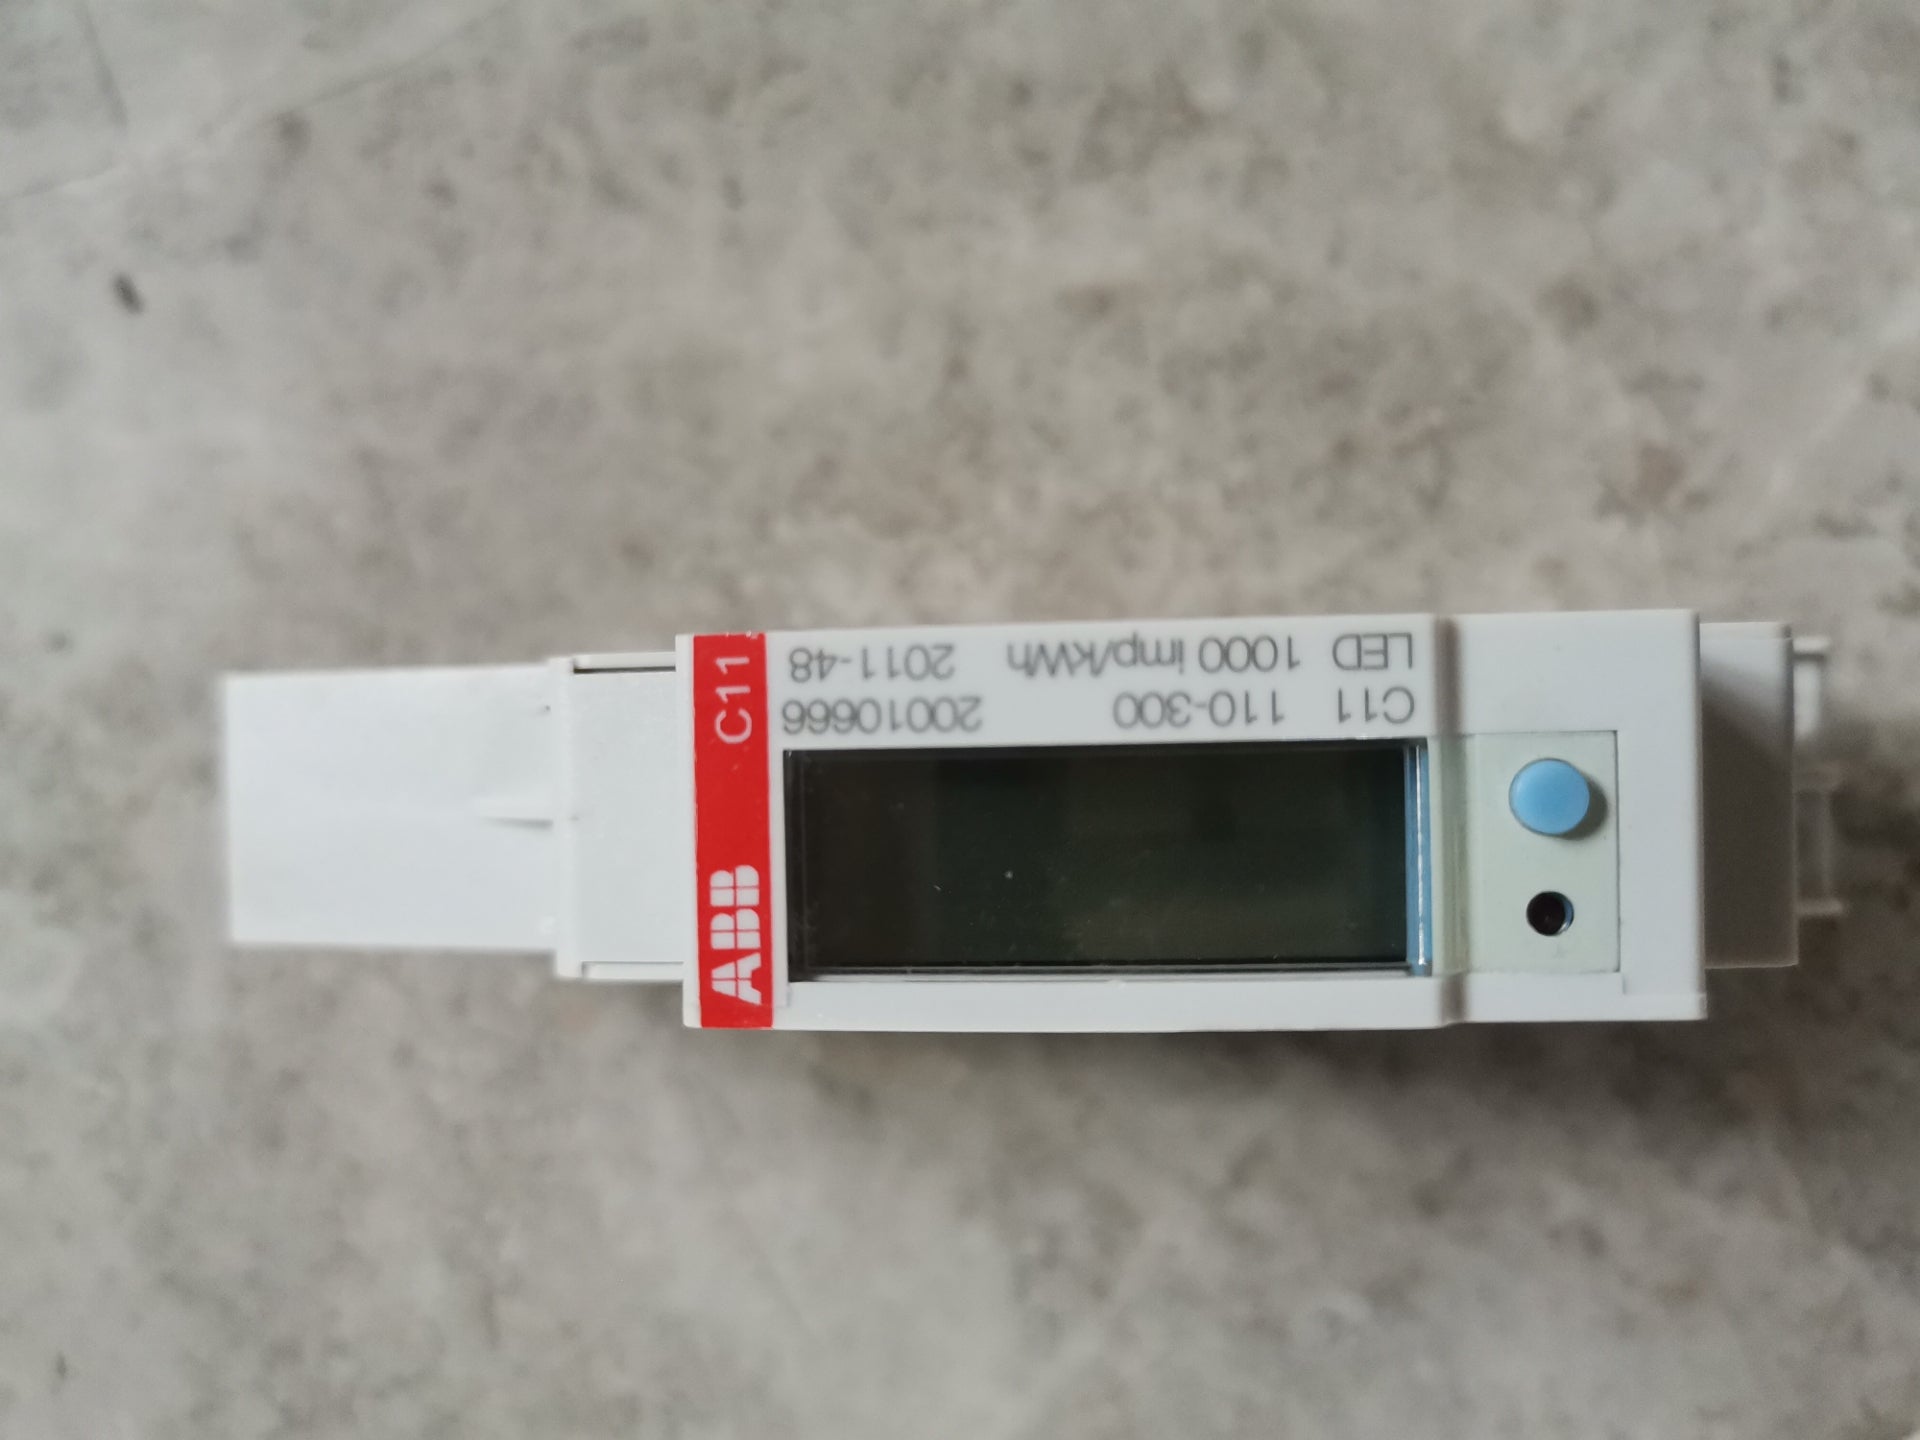 ABB C11
C11 110-300 20010666
LED 1000 imp/kWh 2011-48